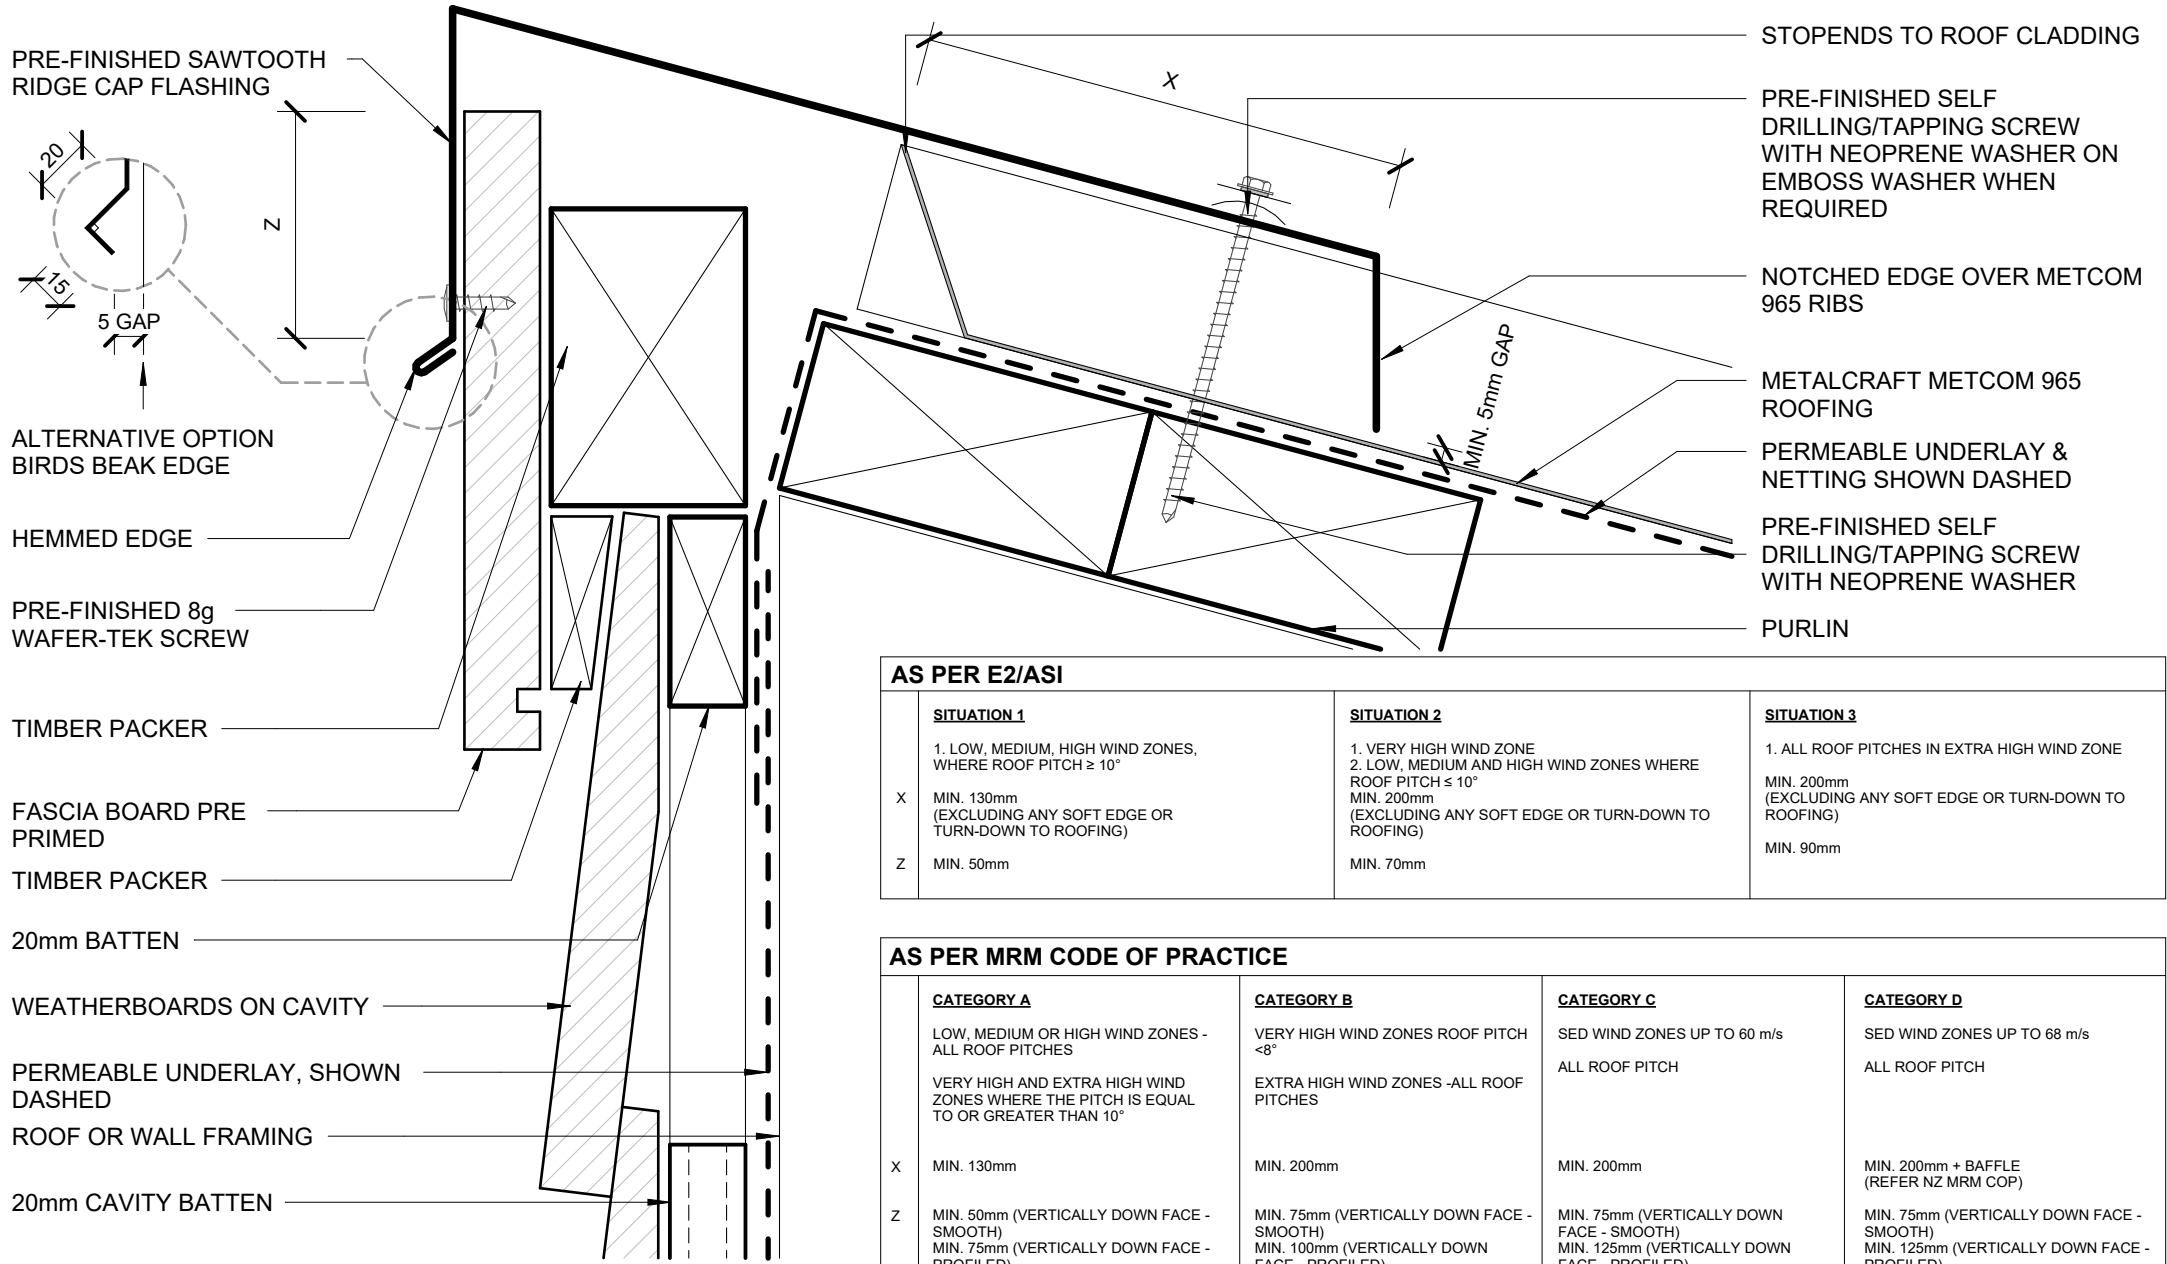 PRE-FINISHED SAWTOOTH
RIDGE CAP FLASHING
20
15
5 GAP
Z
ALTERNATIVE OPTION
BIRDS BEAK EDGE
HEMMED EDGE
PRE-FINISHED 8g
WAFER-TEK SCREW
TIMBER PACKER
FASCIA BOARD PRE
PRIMED
TIMBER PACKER
20mm BATTEN
WEATHERBOARDS ON CAVITY
PERMEABLE UNDERLAY, SHOWN
DASHED
ROOF OR WALL FRAMING
20mm CAVITY BATTEN
X
MIN. 5mm GAP
STOPENDS TO ROOF CLADDING
PRE-FINISHED SELF
DRILLING/TAPPING SCREW
WITH NEOPRENE WASHER ON
EMBOSS WASHER WHEN
REQUIRED
NOTCHED EDGE OVER METCOM
965 RIBS
METALCRAFT METCOM 965
ROOFING
PERMEABLE UNDERLAY &
NETTING SHOWN DASHED
PRE-FINISHED SELF
DRILLING/TAPPING SCREW
WITH NEOPRENE WASHER
PURLIN
AS PER E2/ASI
SITUATION 1
1. LOW, MEDIUM, HIGH WIND ZONES,
WHERE ROOF PITCH ≥ 10°
X
MIN. 130mm
(EXCLUDING ANY SOFT EDGE OR
TURN-DOWN TO ROOFING)
Z
MIN. 50mm
SITUATION 2
1. VERY HIGH WIND ZONE
2. LOW, MEDIUM AND HIGH WIND ZONES WHERE
ROOF PITCH ≤ 10°
MIN. 200mm
(EXCLUDING ANY SOFT EDGE OR TURN-DOWN TO
ROOFING)
MIN. 70mm
SITUATION 3
1. ALL ROOF PITCHES IN EXTRA HIGH WIND ZONE
MIN. 200mm
(EXCLUDING ANY SOFT EDGE OR TURN-DOWN TO
ROOFING)
MIN. 90mm
AS PER MRM CODE OF PRACTICE
CATEGORY A
LOW, MEDIUM OR HIGH WIND ZONES -
ALL ROOF PITCHES
VERY HIGH AND EXTRA HIGH WIND
ZONES WHERE THE PITCH IS EQUAL
TO OR GREATER THAN 10°
X
MIN. 130mm
Z
MIN. 50mm (VERTICALLY DOWN FACE -
SMOOTH)
MIN. 75mm (VERTICALLY DOWN FACE -
PROFILED)
CATEGORY B
VERY HIGH WIND ZONES ROOF PITCH
<8°
EXTRA HIGH WIND ZONES -ALL ROOF
PITCHES
MIN. 200mm
MIN. 75mm (VERTICALLY DOWN FACE -
SMOOTH)
MIN. 100mm (VERTICALLY DOWN
FACE - PROFILED)
CATEGORY C
SED WIND ZONES UP TO 60 m/s
ALL ROOF PITCH
MIN. 200mm
MIN. 75mm (VERTICALLY DOWN
FACE - SMOOTH)
MIN. 125mm (VERTICALLY DOWN
FACE - PROFILED)
CATEGORY D
SED WIND ZONES UP TO 68 m/s
ALL ROOF PITCH
MIN. 200mm + BAFFLE
(REFER NZ MRM COP)
MIN. 75mm (VERTICALLY DOWN FACE -
SMOOTH)
MIN. 125mm (VERTICALLY DOWN FACE -
PROFILED)